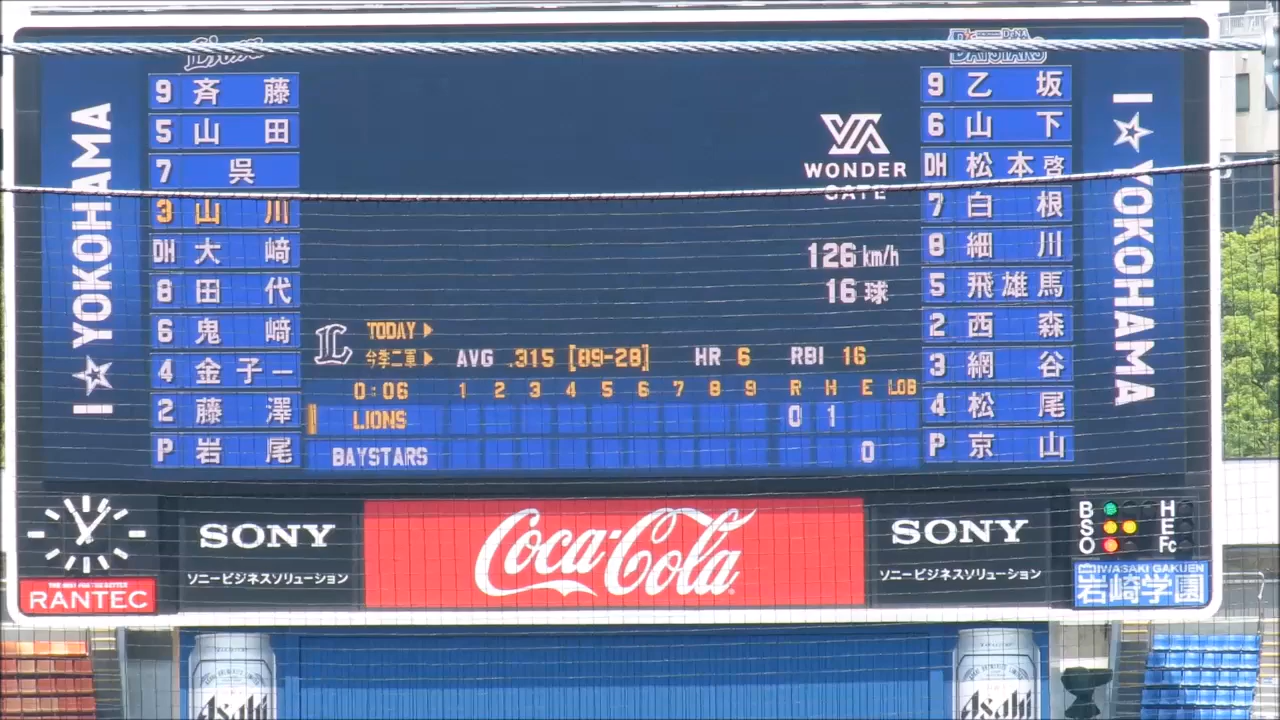 Lions
9 斉藤
5 山田
7 呉
3 山川
DH 大﨑
8 田代
6 鬼﨑
4 金子一
2 藤澤
P 岩尾
I☆YOKOHAMA
WONDER
GATE
126 km/h
16 球
TODAY ▶
今季二軍 ▶ AVG .315 [89-28] HR 6 RBI 16
0:06 1 2 3 4 5 6 7 8 9 R H E LOB
LIONS 0 1
BAYSTARS 0
DeNA
BAYSTARS
9 乙坂
6 山下
DH 松本啓
7 白根
8 細川
5 飛雄馬
2 西森
3 網谷
4 松尾
P 京山
I☆YOKOHAMA
RANTEC
SONY
ソニービジネスソリューション
Coca-Cola
SONY
ソニービジネスソリューション
B H
S E
O Fc
IWASAKI GAKUEN
岩崎学園
Asahi
Asahi